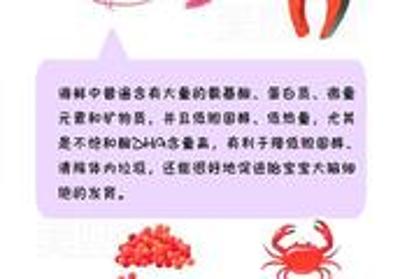 海鲜中普遍含有大量的氨基酸、蛋白质、微量
元素和矿物质，并且低胆固醇、低热量，尤其
是不饱和酸DHA含量高，有利于降低胆固醇、
清除体内垃圾，还能很好地促进胎宝宝大脑细
胞的发育。